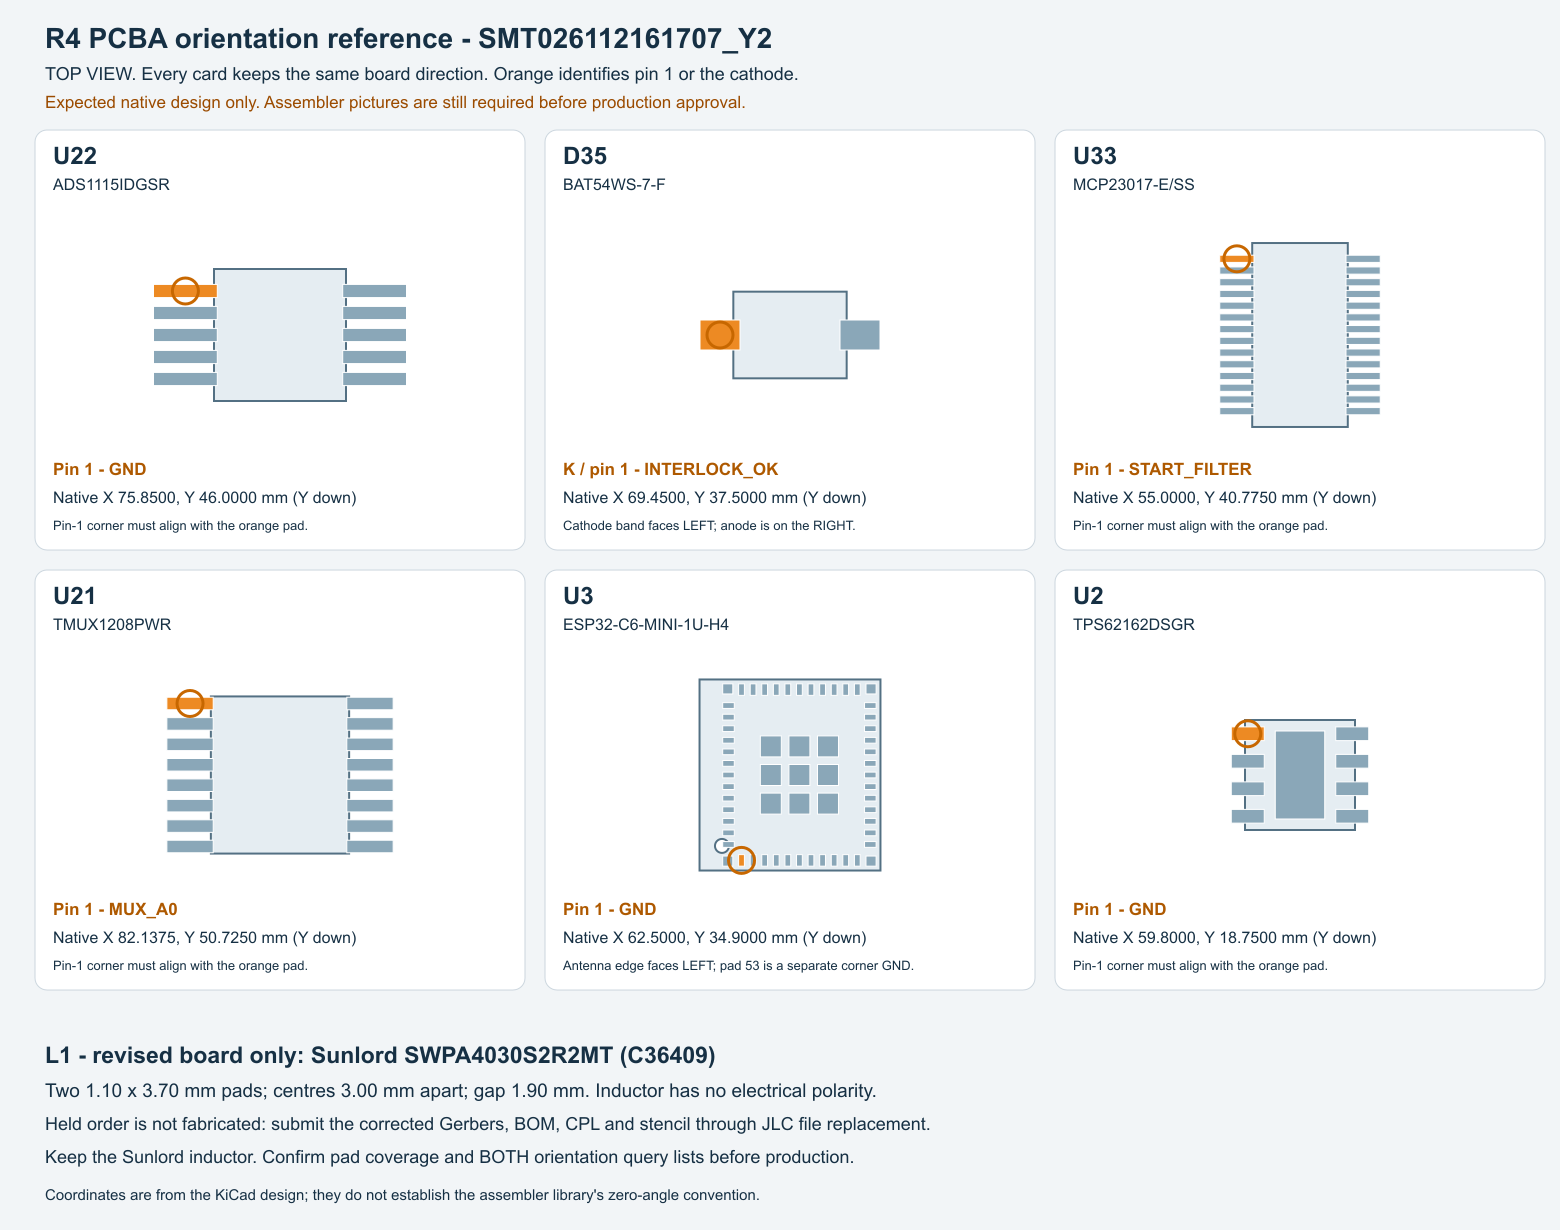 R4 PCBA orientation reference - SMT026112161707_Y2
TOP VIEW. Every card keeps the same board direction. Orange identifies pin 1 or the cathode.
Expected native design only. Assembler pictures are still required before production approval.
U22
ADS1115IDGSR
Pin 1 - GND
Native X 75.8500, Y 46.0000 mm (Y down)
Pin-1 corner must align with the orange pad.
D35
BAT54WS-7-F
K / pin 1 - INTERLOCK_OK
Native X 69.4500, Y 37.5000 mm (Y down)
Cathode band faces LEFT; anode is on the RIGHT.
U33
MCP23017-E/SS
Pin 1 - START_FILTER
Native X 55.0000, Y 40.7750 mm (Y down)
Pin-1 corner must align with the orange pad.
U21
TMUX1208PWR
Pin 1 - MUX_A0
Native X 82.1375, Y 50.7250 mm (Y down)
Pin-1 corner must align with the orange pad.
U3
ESP32-C6-MINI-1U-H4
Pin 1 - GND
Native X 62.5000, Y 34.9000 mm (Y down)
Antenna edge faces LEFT; pad 53 is a separate corner GND.
U2
TPS62162DSGR
Pin 1 - GND
Native X 59.8000, Y 18.7500 mm (Y down)
Pin-1 corner must align with the orange pad.
L1 - revised board only: Sunlord SWPA4030S2R2MT (C36409)
Two 1.10 x 3.70 mm pads; centres 3.00 mm apart; gap 1.90 mm. Inductor has no electrical polarity.
Held order is not fabricated: submit the corrected Gerbers, BOM, CPL and stencil through JLC file replacement.
Keep the Sunlord inductor. Confirm pad coverage and BOTH orientation query lists before production.
Coordinates are from the KiCad design; they do not establish the assembler library's zero-angle convention.